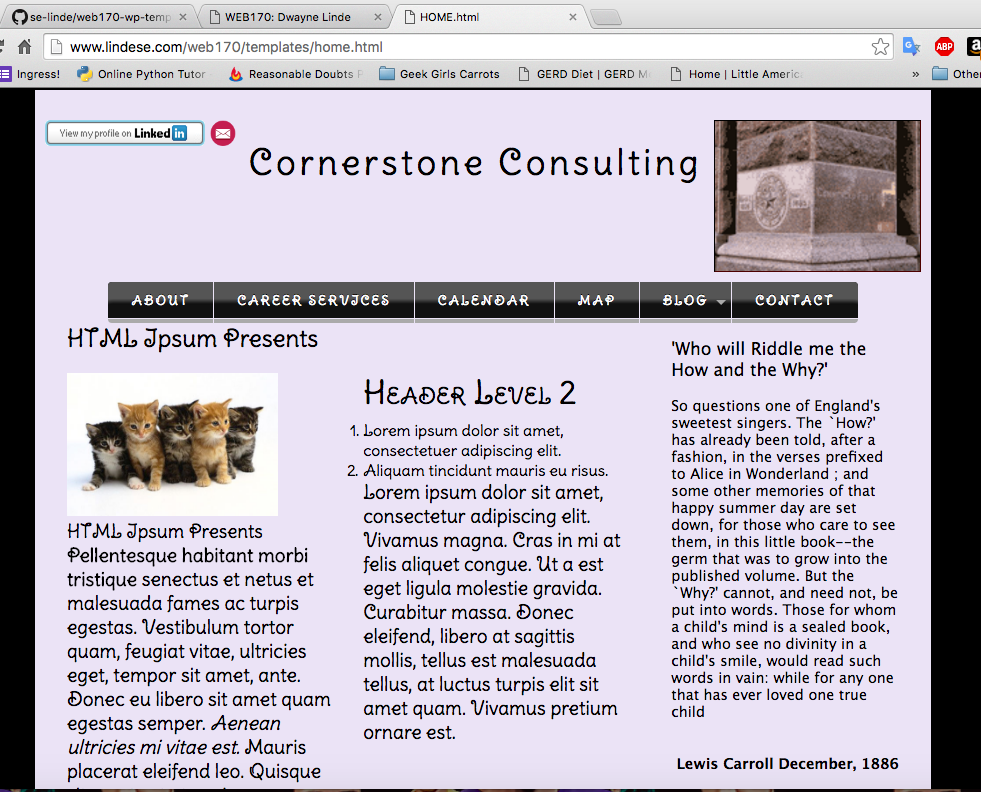 se-linde/web170-wp-temp
WEB170: Dwayne Linde
HOME.html
www.lindese.com/web170/templates/home.html
ABP
a
Ingress!
Online Python Tutor
Reasonable Doubts
Geek Girls Carrots
GERD Diet | GERD
Home | Little America
»
Other
View my profile on Linked in
Cornerstone Consulting
ABOUT
CAREER SERVICES
CALENDAR
MAP
BLOG
CONTACT
HTML Ipsum Presents
HTML Ipsum Presents
Pellentesque habitant morbi
tristique senectus et netus et
malesuada fames ac turpis
egestas. Vestibulum tortor
quam, feugiat vitae, ultricies
eget, tempor sit amet, ante.
Donec eu libero sit amet quam
egestas semper. Aenean
ultricies mi vitae est. Mauris
placerat eleifend leo. Quisque
Header Level 2
1. Lorem ipsum dolor sit amet,
consectetuer adipiscing elit.
2. Aliquam tincidunt mauris eu risus.
Lorem ipsum dolor sit amet,
consectetur adipiscing elit.
Vivamus magna. Cras in mi at
felis aliquet congue. Ut a est
eget ligula molestie gravida.
Curabitur massa. Donec
eleifend, libero at sagittis
mollis, tellus est malesuada
tellus, at luctus turpis elit sit
amet quam. Vivamus pretium
ornare est.
'Who will Riddle me the
How and the Why?'
So questions one of England's
sweetest singers. The `How?'
has already been told, after a
fashion, in the verses prefixed
to Alice in Wonderland ; and
some other memories of that
happy summer day are set
down, for those who care to see
them, in this little book--the
germ that was to grow into the
published volume. But the
`Why?' cannot, and need not, be
put into words. Those for whom
a child's mind is a sealed book,
and who see no divinity in a
child's smile, would read such
words in vain: while for any one
that has ever loved one true
child
Lewis Carroll December, 1886